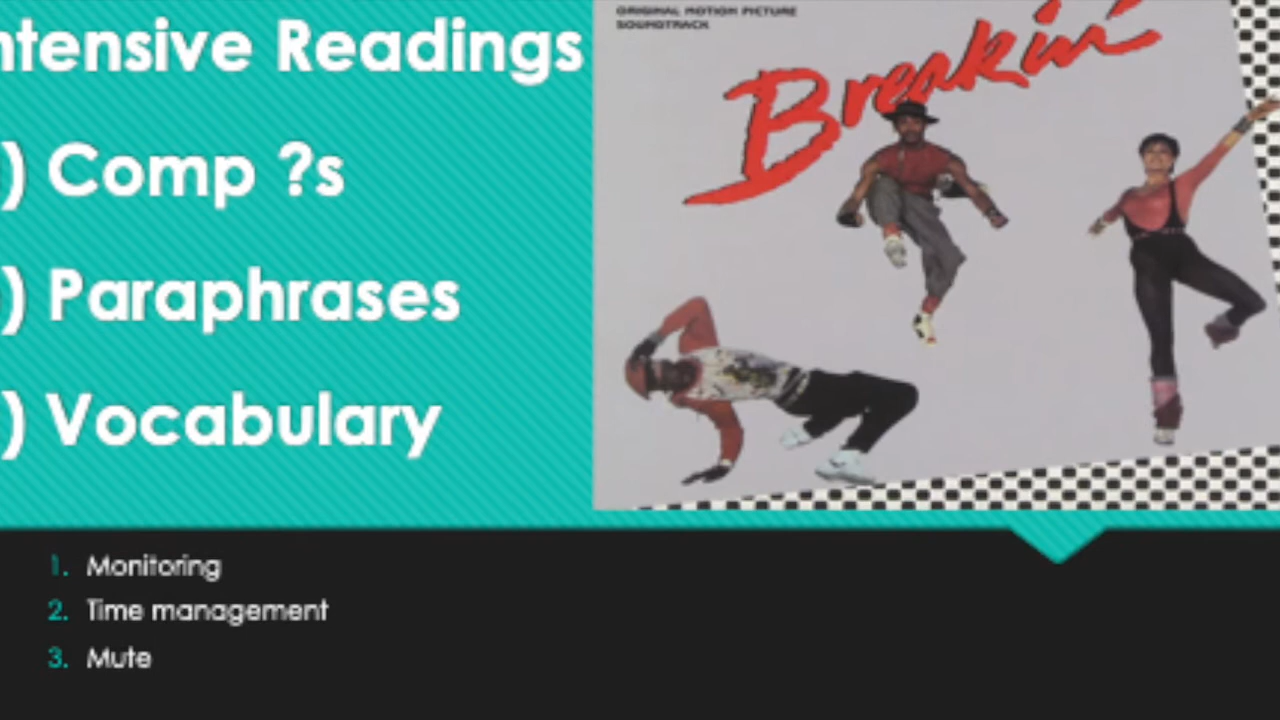 ntensive Readings
) Comp ?s
) Paraphrases
) Vocabulary
ORIGINAL MOTION PICTURE
SOUNDTRACK
Breakin'
1. Monitoring
2. Time management
3. Mute